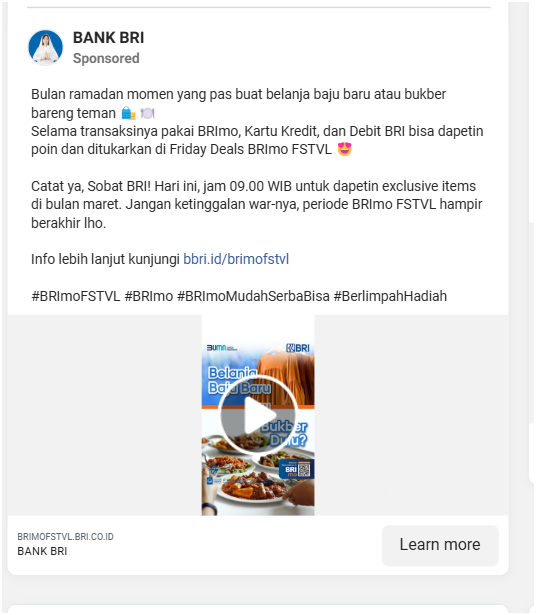 BANK BRI
Sponsored
Bulan ramadan momen yang pas buat belanja baju baru atau bukber
bareng teman 🛍️ 🍽️
Selama transaksinya pakai BRImo, Kartu Kredit, dan Debit BRI bisa dapetin
poin dan ditukarkan di Friday Deals BRImo FSTVL 😍
Catat ya, Sobat BRI! Hari ini, jam 09.00 WIB untuk dapetin exclusive items
di bulan maret. Jangan ketinggalan war-nya, periode BRImo FSTVL hampir
berakhir lho.
Info lebih lanjut kunjungi bbri.id/brimofstvl
#BRImoFSTVL #BRImo #BRImoMudahSerbaBisa #BerlimpahHadiah
BUMN
BRI
Belanja
Baju Baru
Bukber
Dulu?
BRI
BRIMOFSTVL.BRI.CO.ID
BANK BRI
Learn more